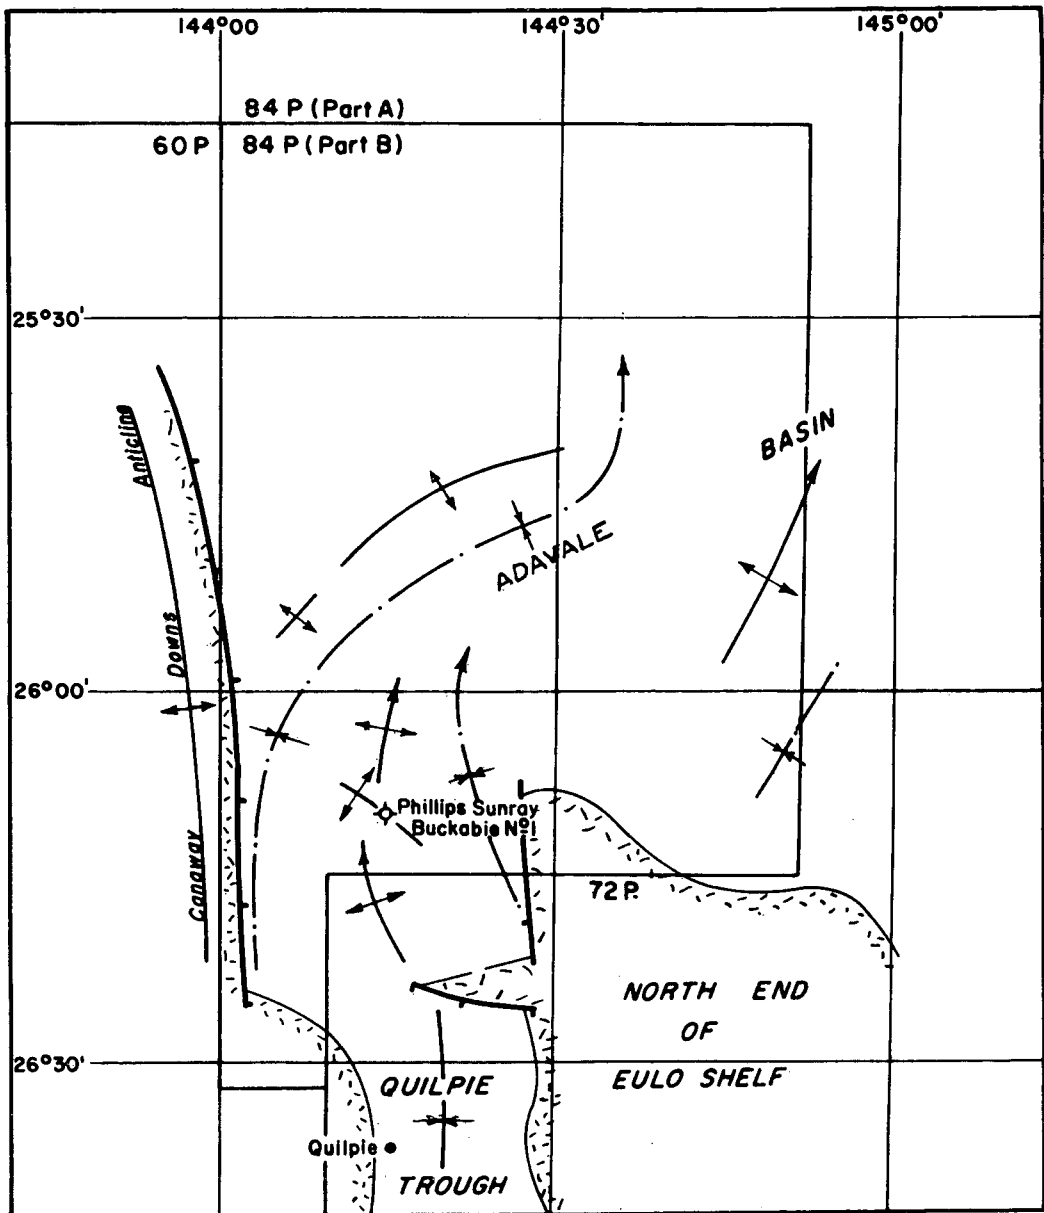 144°00'
144°30'
145°00'
84 P (Part A)
60 P
84 P (Part B)
25°30'
BASIN
Anticline
ADAVALE
Downs
26°00'
Phillips Sunray
Buckabie Nº1
Canaway
72 P.
NORTH END
OF
EULO SHELF
26°30'
QUILPIE
Quilpie
TROUGH